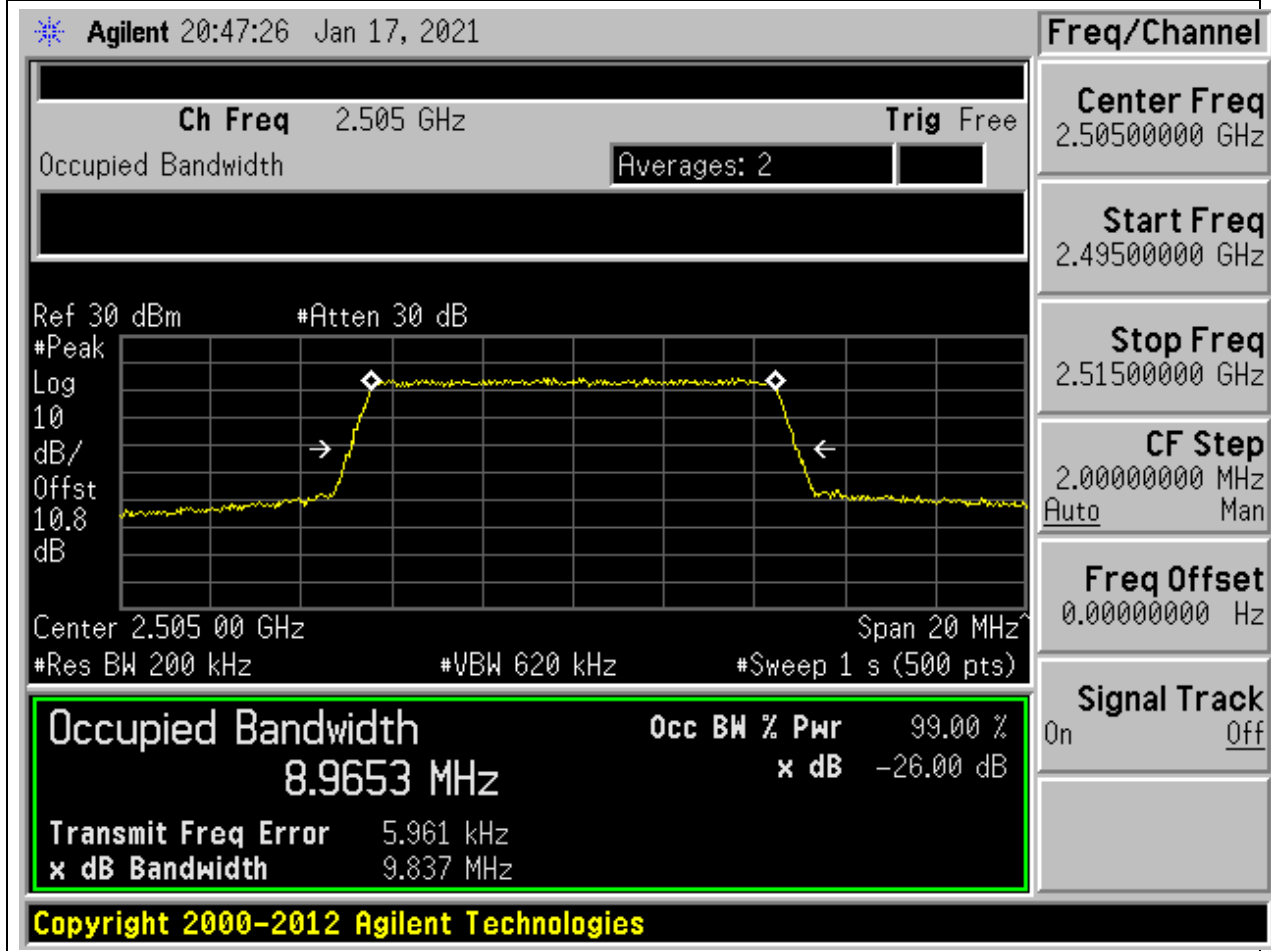 Agilent 20:47:26 Jan 17, 2021
Ch Freq 2.505 GHz Trig Free
Occupied Bandwidth Averages: 2
Ref 30 dBm #Atten 30 dB
#Peak
Log
10
dB/
Offst
10.8
dB
Center 2.505 00 GHz Span 20 MHz^
#Res BW 200 kHz #VBW 620 kHz #Sweep 1 s (500 pts)
Occupied Bandwidth Occ BW % Pwr 99.00 %
8.9653 MHz x dB -26.00 dB
Transmit Freq Error 5.961 kHz
x dB Bandwidth 9.837 MHz
Copyright 2000-2012 Agilent Technologies
Freq/Channel
Center Freq
2.50500000 GHz
Start Freq
2.49500000 GHz
Stop Freq
2.51500000 GHz
CF Step
2.00000000 MHz
Auto Man
Freq Offset
0.00000000 Hz
Signal Track
On Off